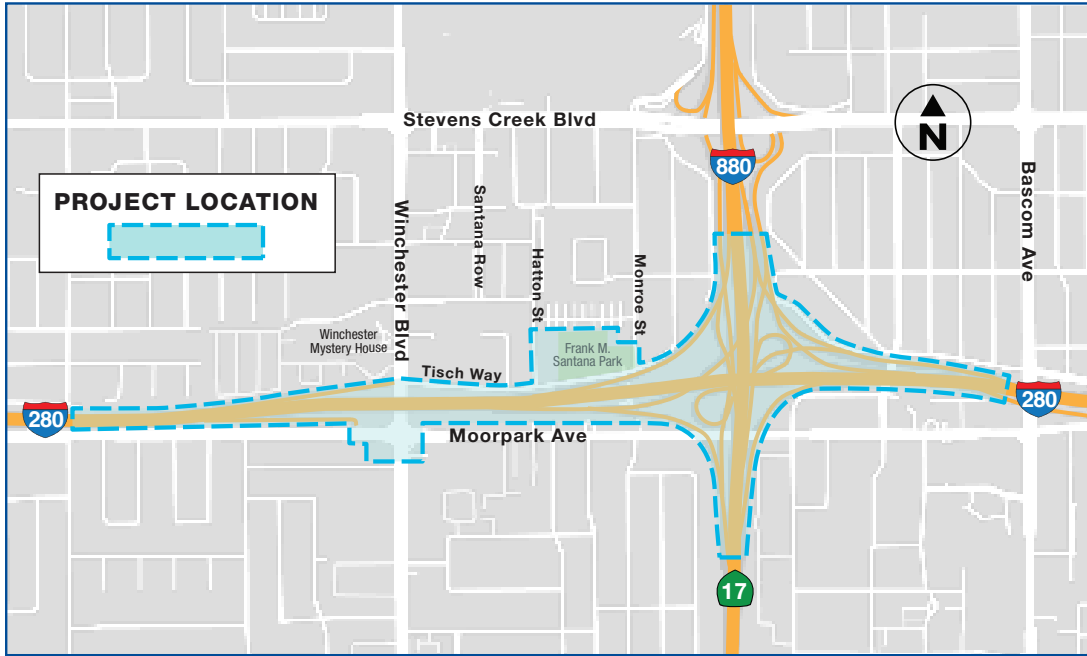 Stevens Creek Blvd
N
880
PROJECT LOCATION
Santana Row
Winchester Blvd
Hatton St
Monroe St
Bascom Ave
Winchester
Mystery House
Frank M.
Santana Park
Tisch Way
280
280
Moorpark Ave
17